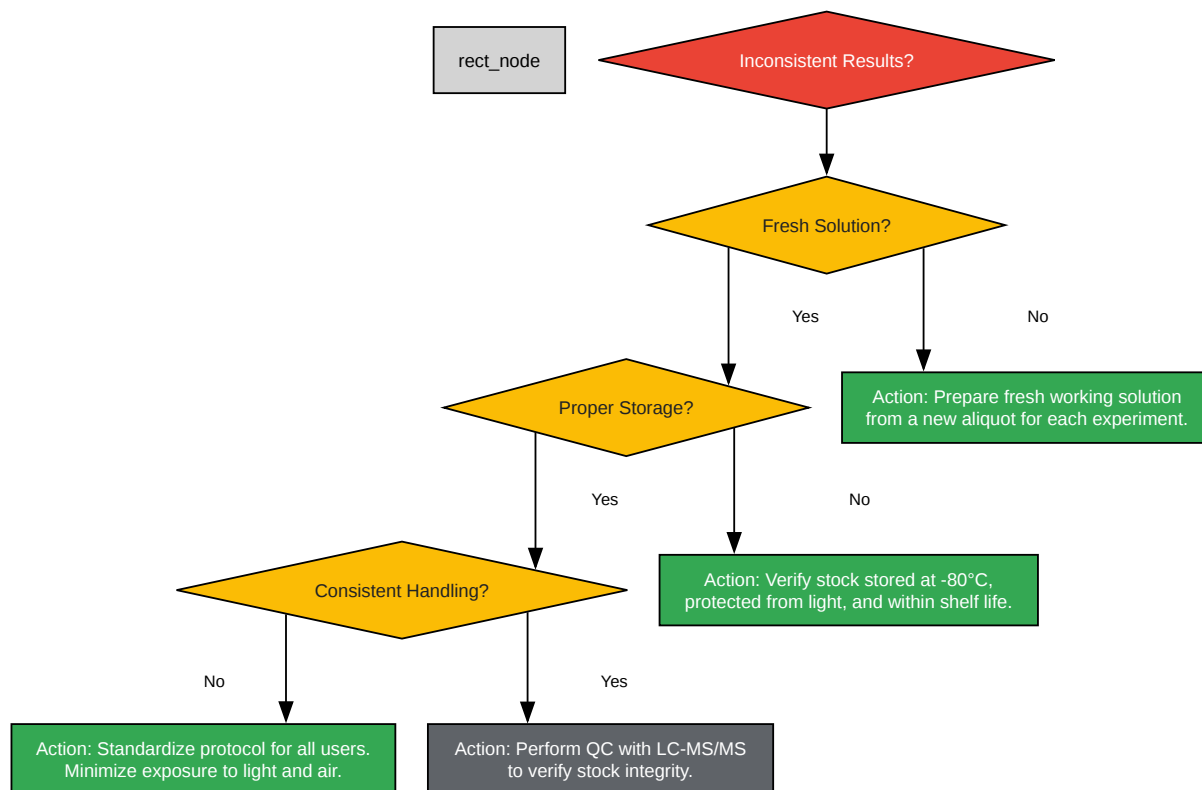 rect_node
Inconsistent Results?
Fresh Solution?
Yes
No
Action: Prepare fresh working solution
from a new aliquot for each experiment.
Proper Storage?
Yes
No
Action: Verify stock stored at -80°C,
protected from light, and within shelf life.
Consistent Handling?
No
Yes
Action: Standardize protocol for all users.
Minimize exposure to light and air.
Action: Perform QC with LC-MS/MS
to verify stock integrity.